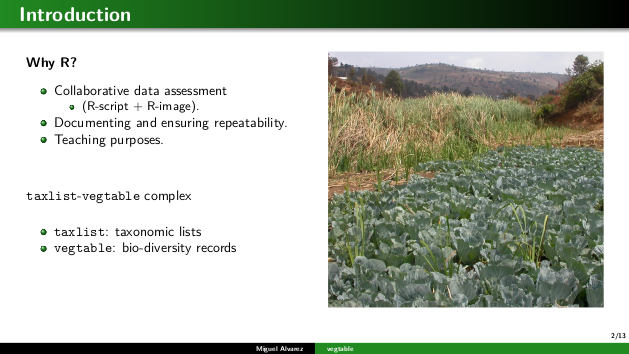 Introduction
Why R?
Collaborative data assessment
(R-script + R-image).
Documenting and ensuring repeatability.
Teaching purposes.
taxlist-vegtable complex
taxlist: taxonomic lists
vegtable: bio-diversity records
2/13
Miguel Alvarez vegtable